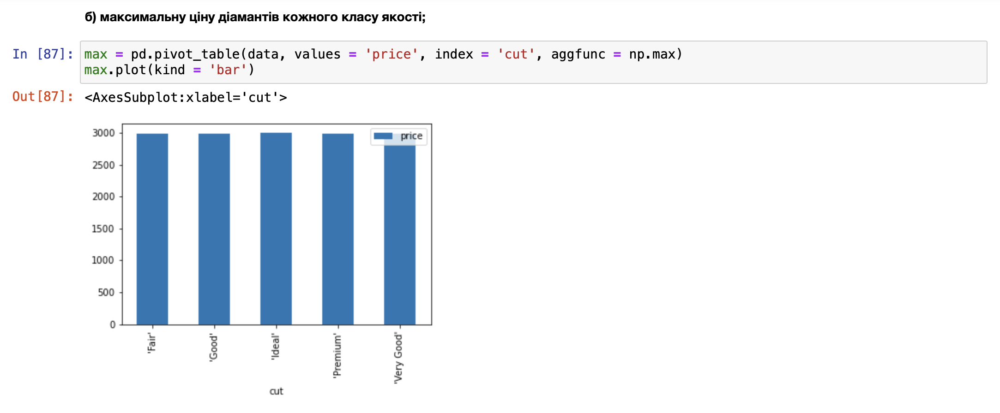 б) максимальну ціну діамантів кожного класу якості;
In [87]: max = pd.pivot_table(data, values = 'price', index = 'cut', aggfunc = np.max)
max.plot(kind = 'bar')
Out[87]: <AxesSubplot:xlabel='cut'>
price
3000
2500
2000
1500
1000
500
0
'Fair'
'Good'
'Ideal'
'Premium'
'Very Good'
cut